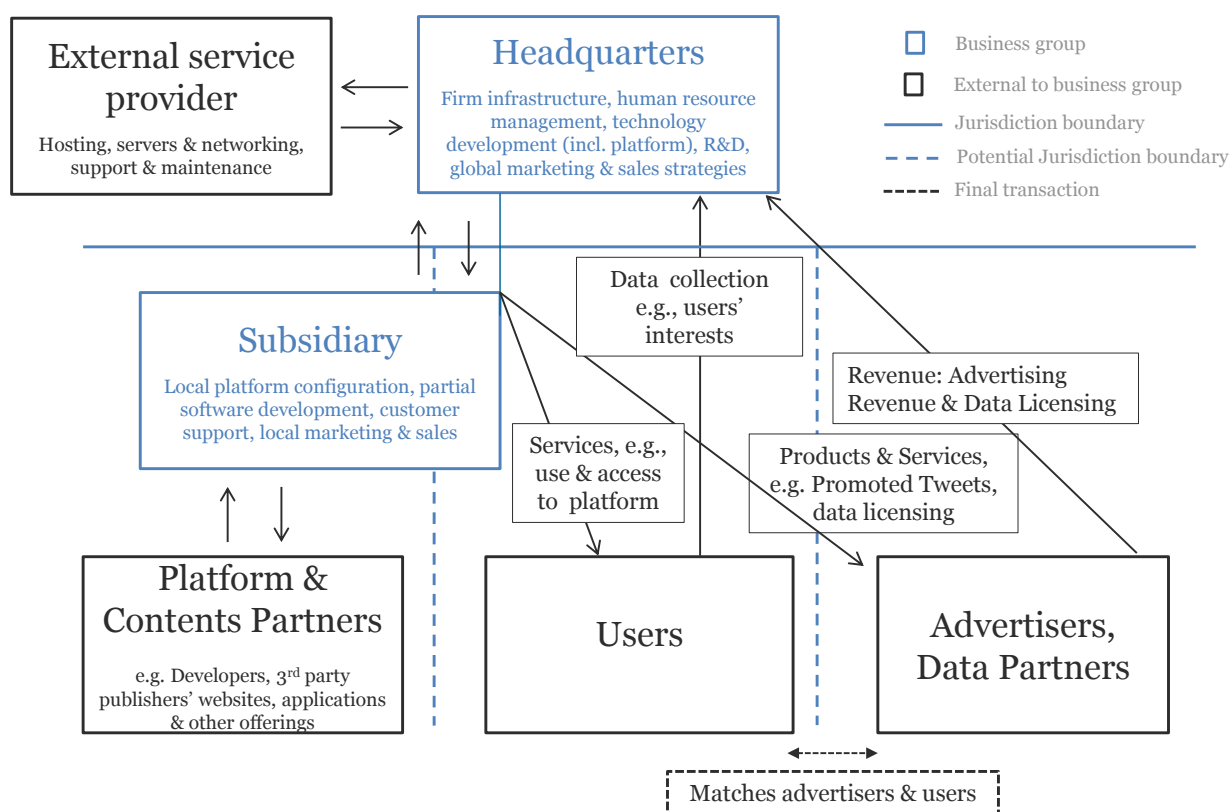 External service
provider
Hosting, servers & networking,
support & maintenance
Headquarters
Firm infrastructure, human resource
management, technology
development (incl. platform), R&D,
global marketing & sales strategies
Business group
External to business group
Jurisdiction boundary
Potential Jurisdiction boundary
Final transaction
Data collection
e.g., users’
interests
Subsidiary
Local platform configuration, partial
software development, customer
support, local marketing & sales
Revenue: Advertising
Revenue & Data Licensing
Services, e.g.,
use & access
to platform
Products & Services,
e.g. Promoted Tweets,
data licensing
Platform &
Contents Partners
e.g. Developers, 3rd party
publishers’ websites, applications
& other offerings
Users
Advertisers,
Data Partners
Matches advertisers & users